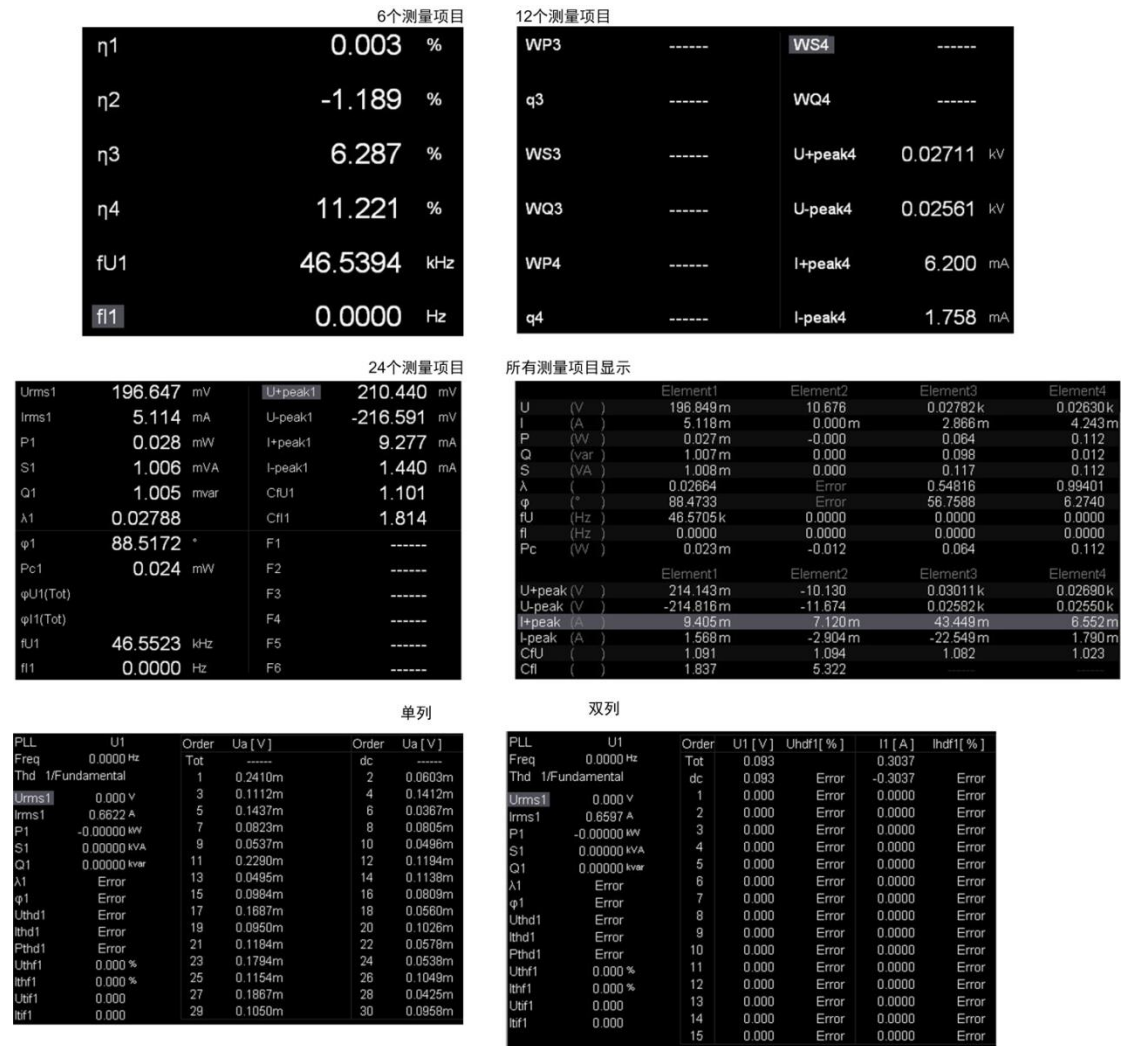 6个测量项目
η1 0.003 %
η2 -1.189 %
η3 6.287 %
η4 11.221 %
fU1 46.5394 kHz
fI1 0.0000 Hz
12个测量项目
WP3 ------ WS4 ------
q3 ------ WQ4 ------
WS3 ------ U+peak4 0.02711 kV
WQ3 ------ U-peak4 0.02561 kV
WP4 ------ I+peak4 6.200 mA
q4 ------ I-peak4 1.758 mA
24个测量项目
Urms1 196.647 mV U+peak1 210.440 mV
Irms1 5.114 mA U-peak1 -216.591 mV
P1 0.028 mW I+peak1 9.277 mA
S1 1.006 mVA I-peak1 1.440 mA
Q1 1.005 mvar CfU1 1.101
λ1 0.02788 CfI1 1.814
φ1 88.5172 ° F1 ------
Pc1 0.024 mW F2 ------
φU1(Tot) F3 ------
φI1(Tot) F4 ------
fU1 46.5523 kHz F5 ------
fI1 0.0000 Hz F6 ------
所有测量项目显示
Element1 Element2 Element3 Element4
U (V ) 196.849m 10.676 0.02782k 0.02630k
I (A ) 5.118m 0.000m 2.866m 4.243m
P (W ) 0.027m -0.000 0.064 0.112
Q (var ) 1.007m 0.000 0.098 0.012
S (VA ) 1.008m 0.000 0.117 0.112
λ ( ) 0.02664 Error 0.54816 0.99401
φ (° ) 88.4733 Error 56.7588 6.2740
fU (Hz ) 46.5705k 0.0000 0.0000 0.0000
fI (Hz ) 0.0000 0.0000 0.0000 0.0000
Pc (W ) 0.023m -0.012 0.064 0.112
Element1 Element2 Element3 Element4
U+peak (V ) 214.143m -10.130 0.03011k 0.02690k
U-peak (V ) -214.816m -11.674 0.02582k 0.02550k
I+peak (A ) 9.405m 7.120m 43.449m 6.552m
I-peak (A ) 1.568m -2.904m -22.549m 1.790m
CfU ( ) 1.091 1.094 1.082 1.023
CfI ( ) 1.837 5.322 ------ ------
单列
PLL U1 Order Ua [ V ] Order Ua [ V ]
Freq 0.0000 Hz Tot ------ dc ------
Thd 1/Fundamental 1 0.2410m 2 0.0603m
Urms1 0.000 V 3 0.1112m 4 0.1412m
Irms1 0.6622 A 5 0.1437m 6 0.0367m
P1 -0.00000 kW 7 0.0823m 8 0.0805m
S1 0.00000 kVA 9 0.0537m 10 0.0496m
Q1 0.00000 kvar 11 0.2290m 12 0.1194m
λ1 Error 13 0.0495m 14 0.1138m
φ1 Error 15 0.0984m 16 0.0809m
Uthd1 Error 17 0.1687m 18 0.0560m
Ithd1 Error 19 0.0950m 20 0.1026m
Pthd1 Error 21 0.1184m 22 0.0578m
Uthf1 0.000 % 23 0.1794m 24 0.0538m
Ithf1 0.000 % 25 0.1154m 26 0.1049m
Utif1 0.000 27 0.1867m 28 0.0425m
Itif1 0.000 29 0.1050m 30 0.0958m
双列
PLL U1 Order U1 [ V ] Uhdf1[ % ] I1 [ A ] Ihdf1[ % ]
Freq 0.0000 Hz Tot 0.093 0.3037
Thd 1/Fundamental dc 0.093 Error -0.3037 Error
Urms1 0.000 V 1 0.000 Error 0.0000 Error
Irms1 0.6597 A 2 0.000 Error 0.0000 Error
P1 -0.00000 kW 3 0.000 Error 0.0000 Error
S1 0.00000 kVA 4 0.000 Error 0.0000 Error
Q1 0.00000 kvar 5 0.000 Error 0.0000 Error
λ1 Error 6 0.000 Error 0.0000 Error
φ1 Error 7 0.000 Error 0.0000 Error
Uthd1 Error 8 0.000 Error 0.0000 Error
Ithd1 Error 9 0.000 Error 0.0000 Error
Pthd1 Error 10 0.000 Error 0.0000 Error
Uthf1 0.000 % 11 0.000 Error 0.0000 Error
Ithf1 0.000 % 12 0.000 Error 0.0000 Error
Utif1 0.000 13 0.000 Error 0.0000 Error
Itif1 0.000 14 0.000 Error 0.0000 Error
15 0.000 Error 0.0000 Error